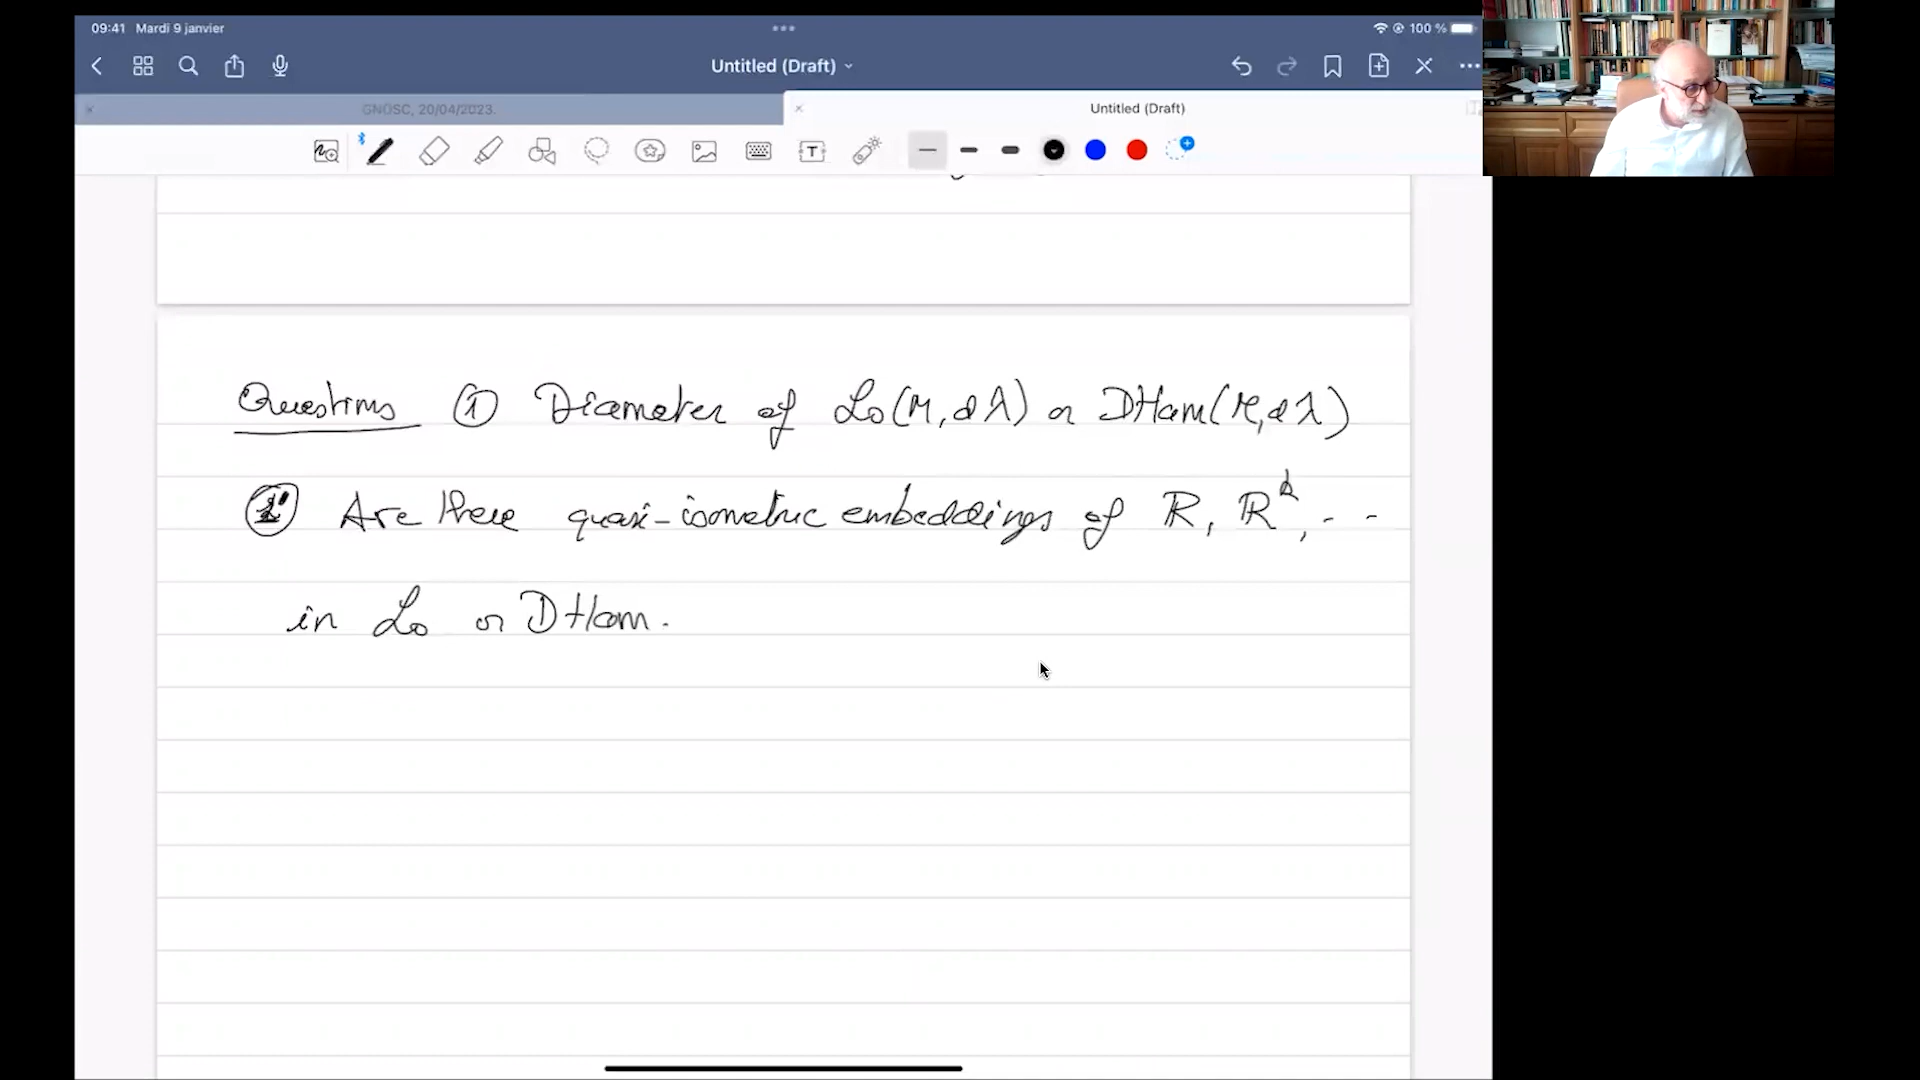 09:41 Mardi 9 janvier
100 %
Untitled (Draft)
GNOSC, 20/04/2023.
Untitled (Draft)
T
Questions ① Diameter of L₀(M, dλ) or DHam(M, dλ)
①' Are there quasi-isometric embeddings of ℝ, ℝᵏ, . - -
in L₀ or DHam.